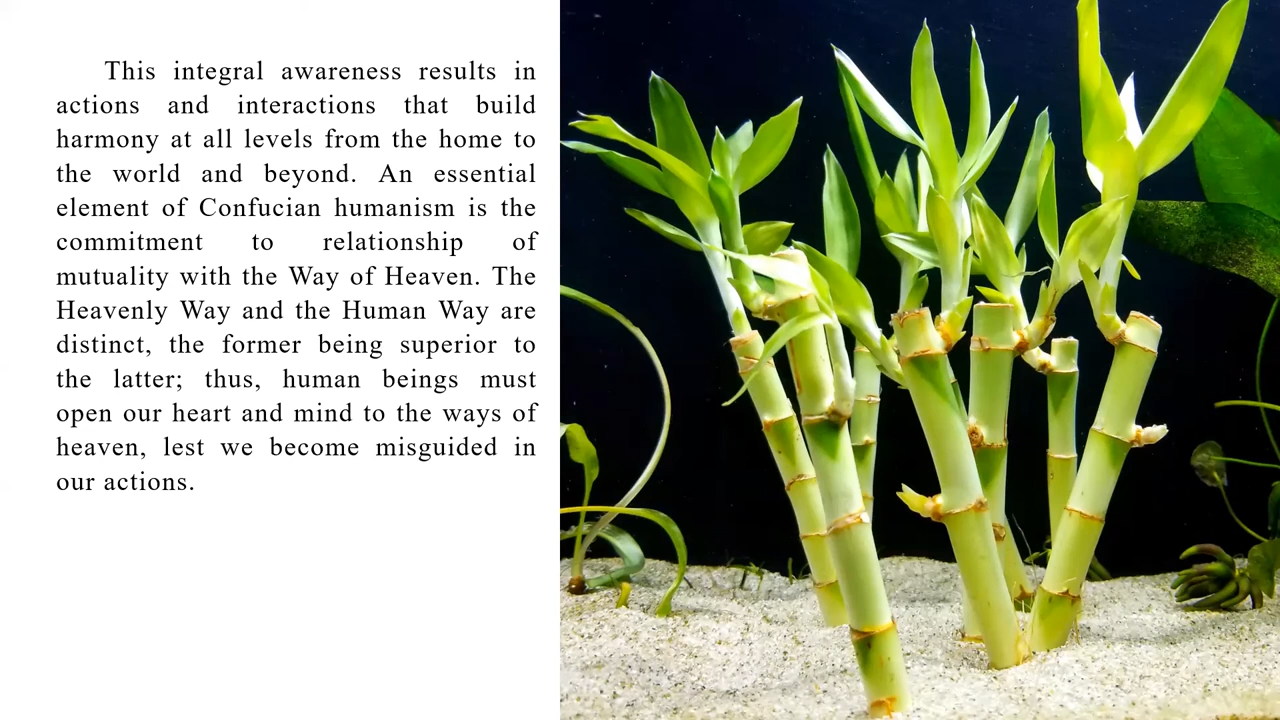 This integral awareness results in
actions and interactions that build
harmony at all levels from the home to
the world and beyond. An essential
element of Confucian humanism is the
commitment to relationship of
mutuality with the Way of Heaven. The
Heavenly Way and the Human Way are
distinct, the former being superior to
the latter; thus, human beings must
open our heart and mind to the ways of
heaven, lest we become misguided in
our actions.